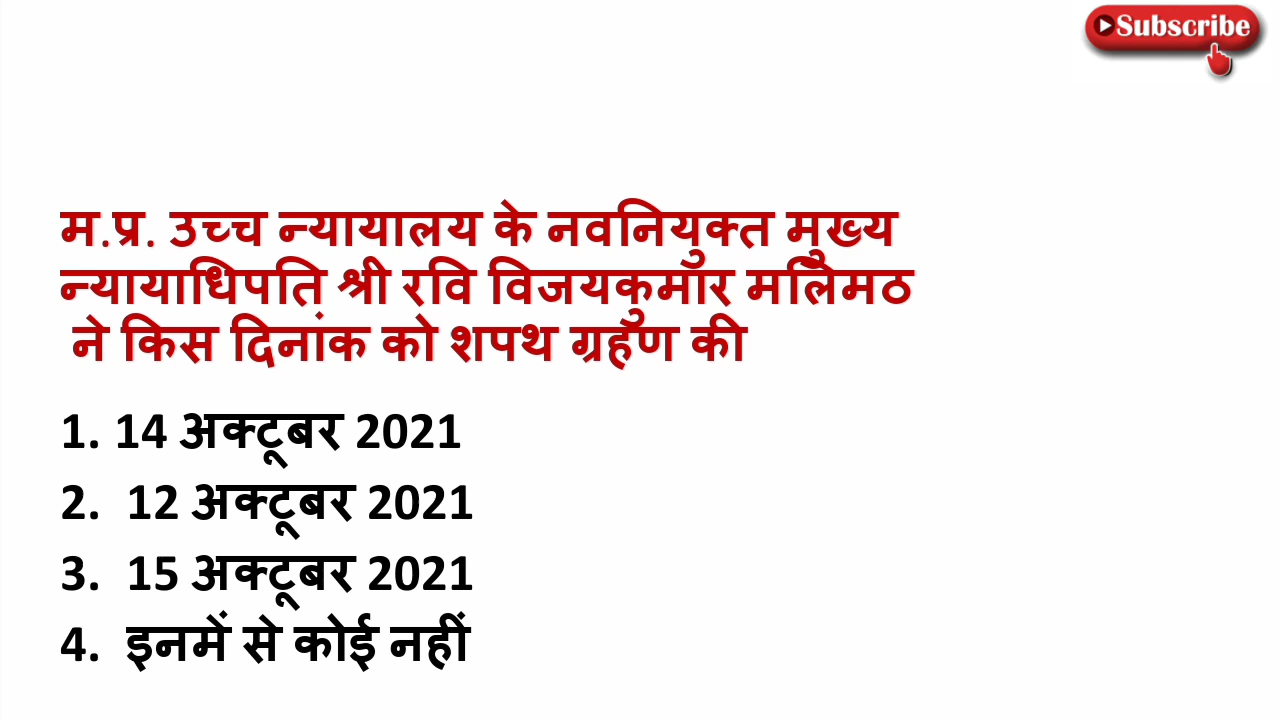 Subscribe
म.प्र. उच्च न्यायालय के नवनियुक्त मुख्य
न्यायाधिपति श्री रवि विजयकुमार मलिमठ
ने किस दिनांक को शपथ ग्रहण की
1. 14 अक्टूबर 2021
2. 12 अक्टूबर 2021
3. 15 अक्टूबर 2021
4. इनमें से कोई नहीं